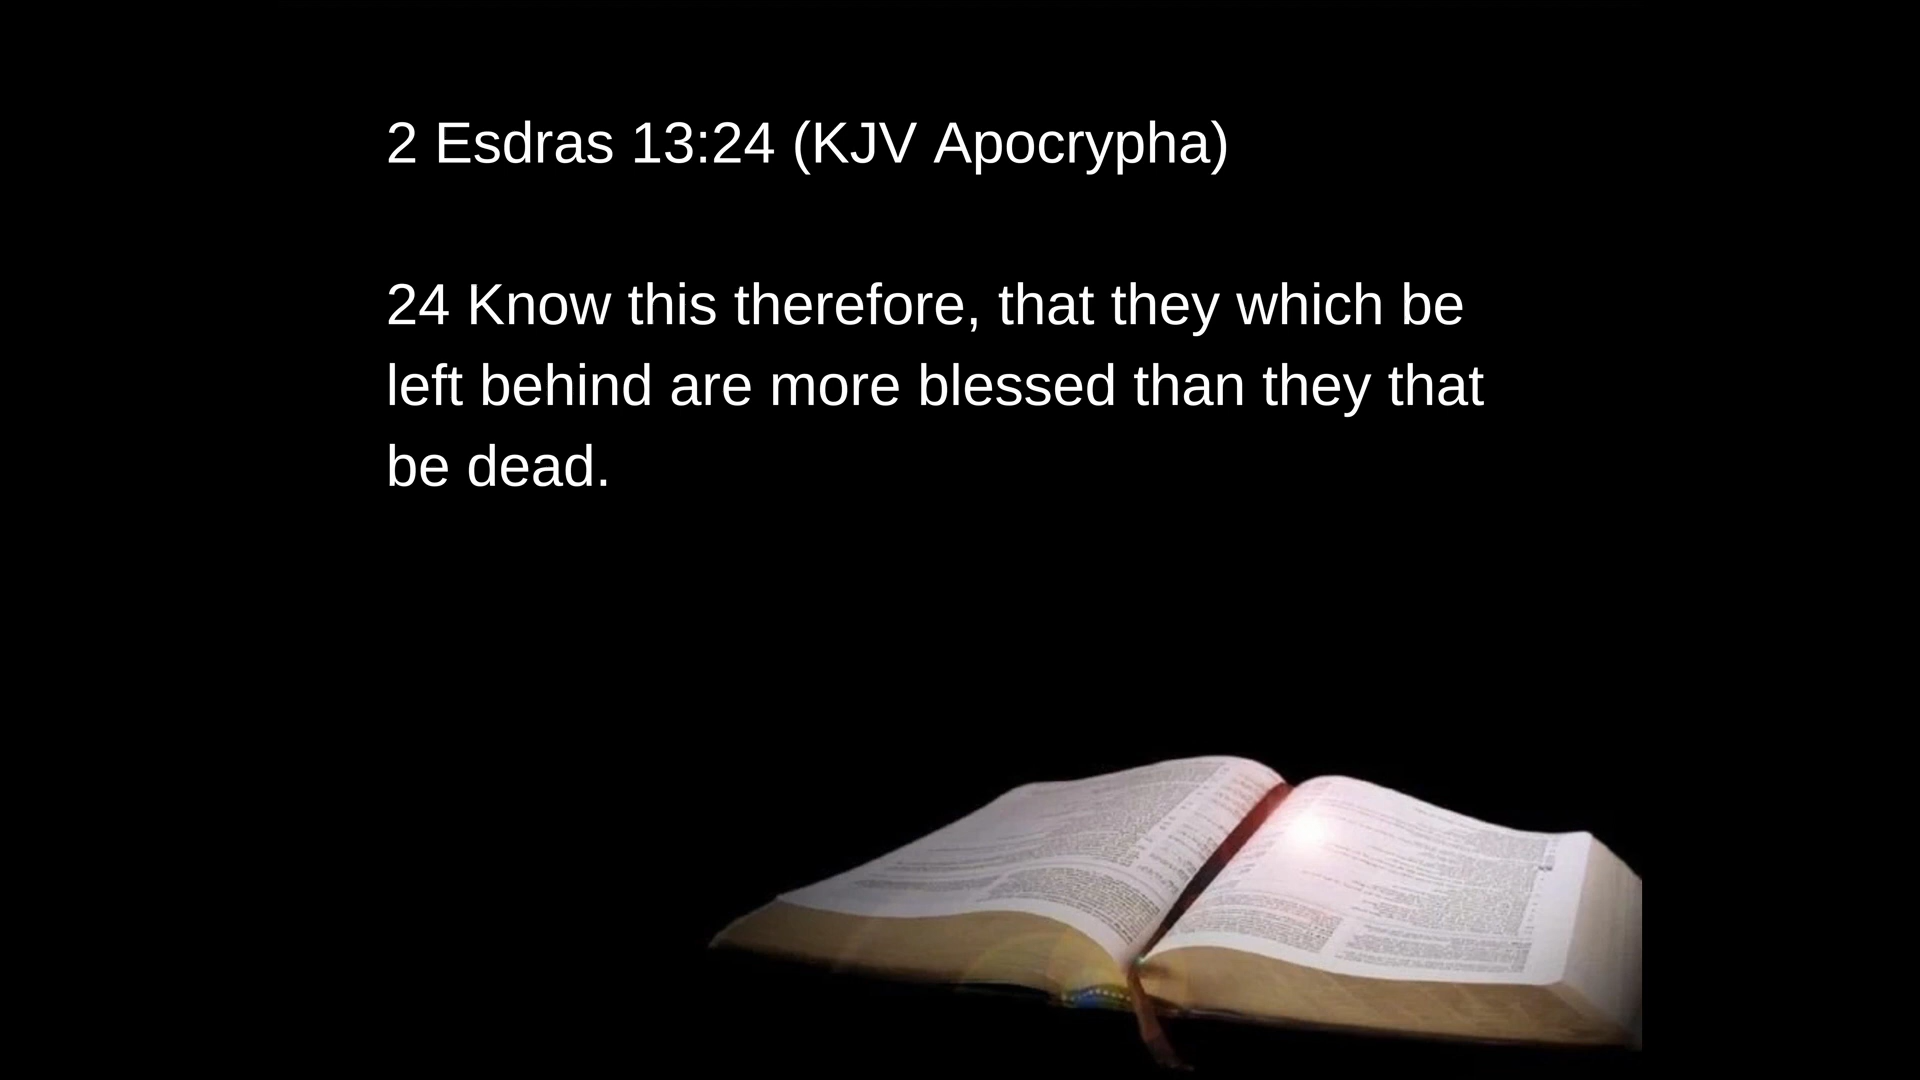 2 Esdras 13:24 (KJV Apocrypha)
24 Know this therefore, that they which be
left behind are more blessed than they that
be dead.